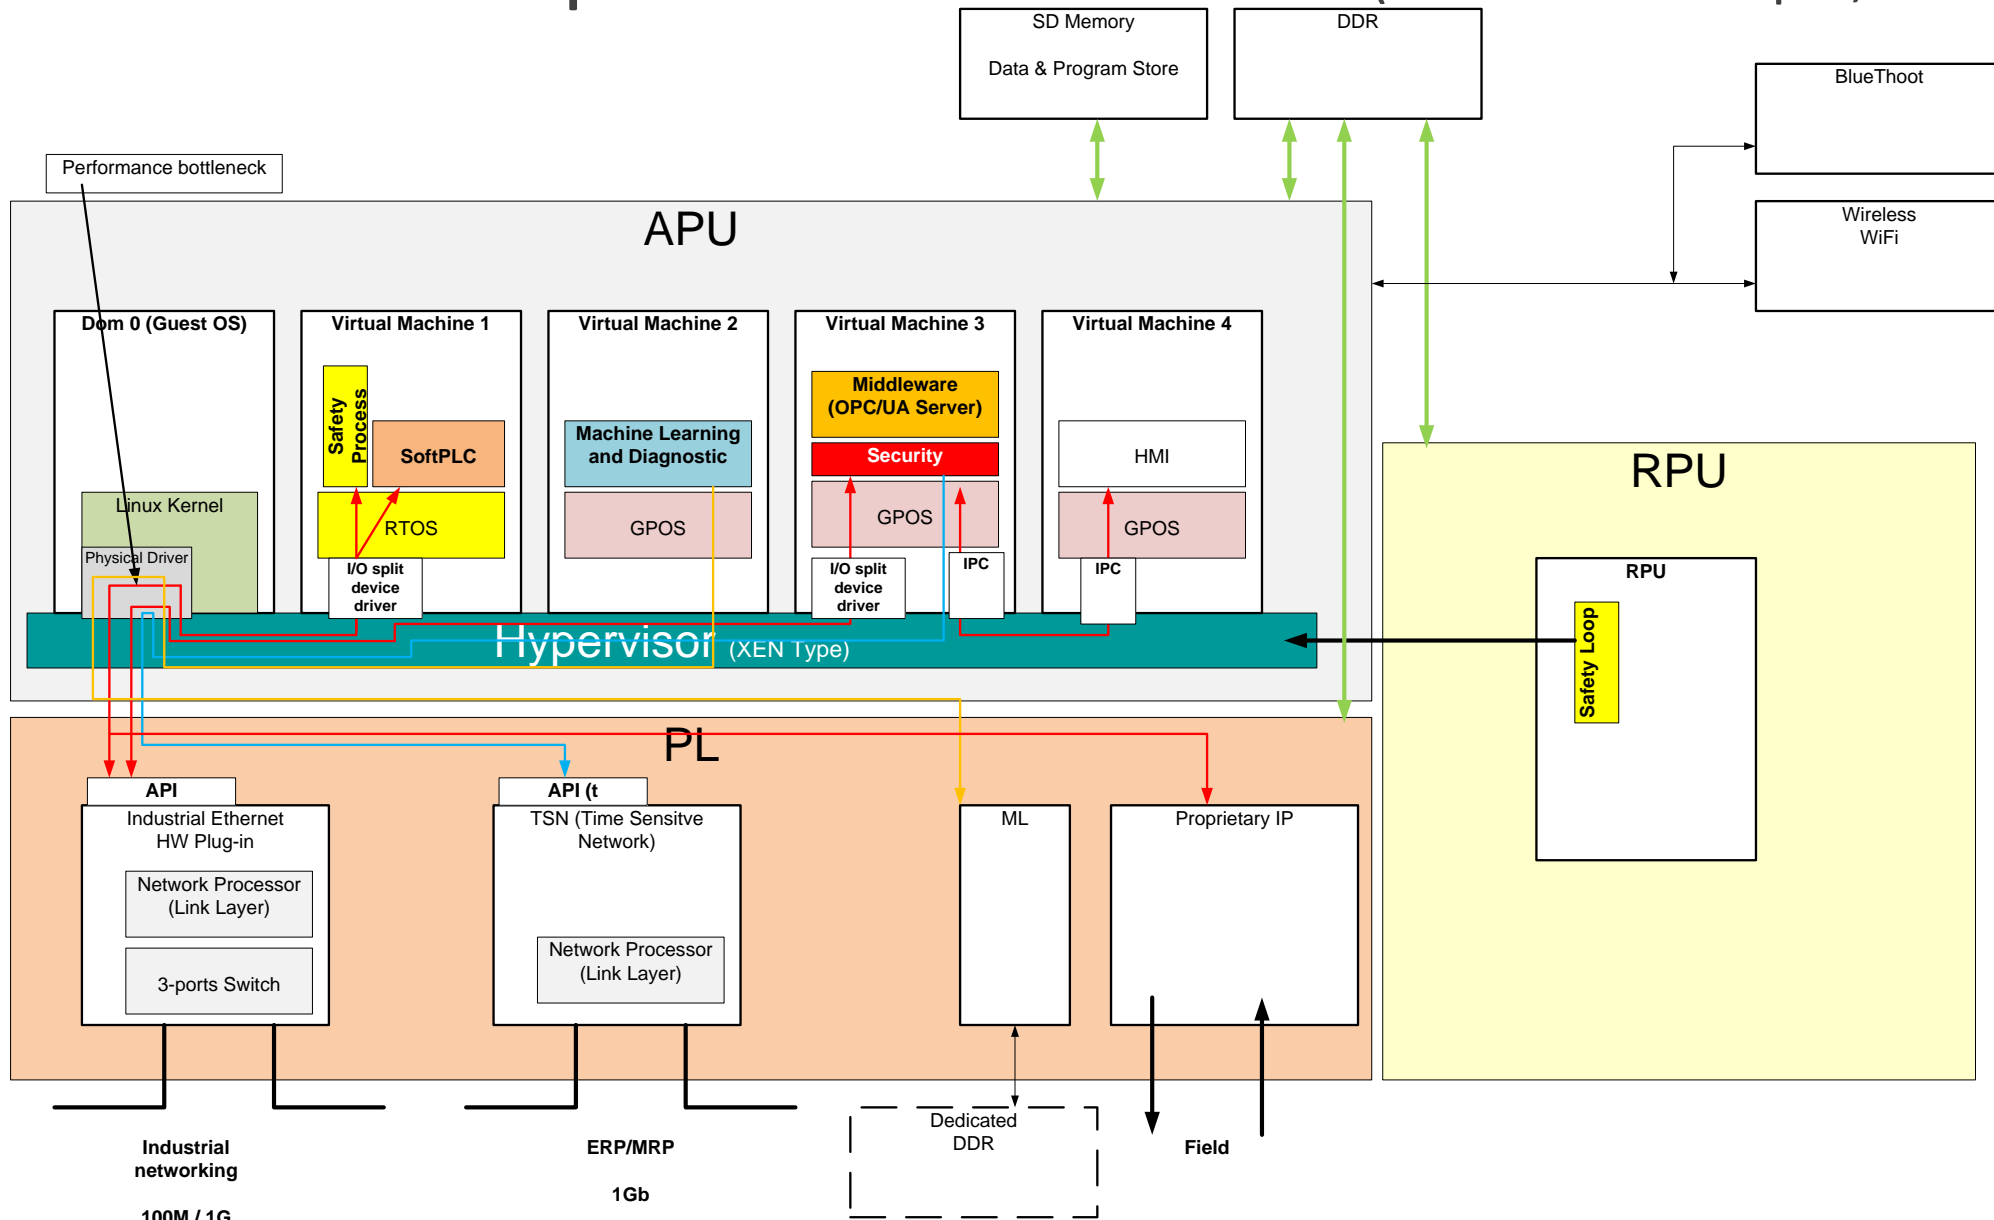 SD Memory
Data & Program Store
DDR
BlueThoot
Performance bottleneck
Wireless
WiFi
APU
Dom 0 (Guest OS)
Virtual Machine 1
Virtual Machine 2
Virtual Machine 3
Virtual Machine 4
Safety
Process
SoftPLC
Machine Learning
and Diagnostic
Middleware
(OPC/UA Server)
Security
HMI
RPU
Linux Kernel
RTOS
GPOS
GPOS
GPOS
Physical Driver
I/O split
device
driver
I/O split
device
driver
IPC
IPC
RPU
Safety Loop
Hypervisor (XEN Type)
PL
API
API (t
Industrial Ethernet
HW Plug-in
TSN (Time Sensitve
Network)
ML
Proprietary IP
Network Processor
(Link Layer)
3-ports Switch
Network Processor
(Link Layer)
Industrial
networking
100M / 1G
ERP/MRP
1Gb
Dedicated
DDR
Field